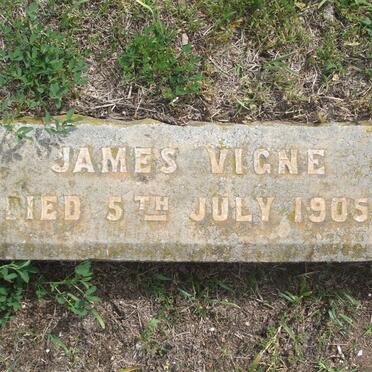 JAMES VIGNE
DIED 5TH JULY 1905